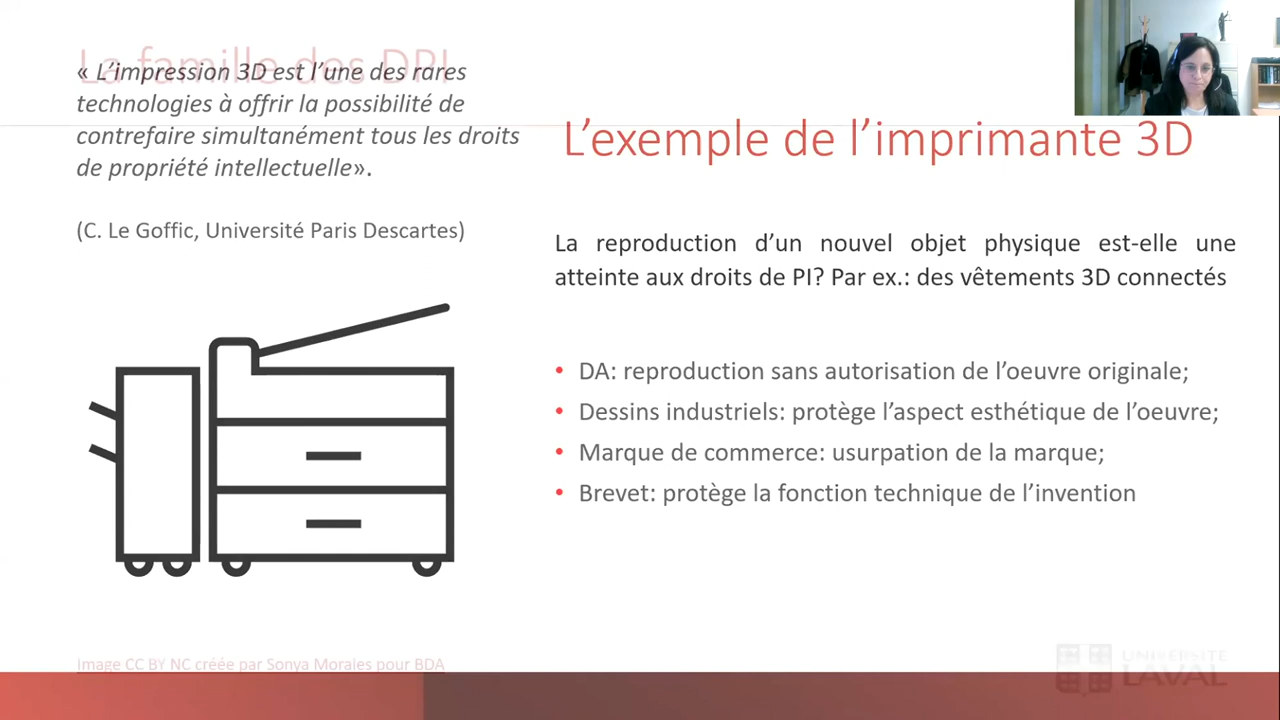 La famille des DPI
« L’impression 3D est l’une des rares
technologies à offrir la possibilité de
contrefaire simultanément tous les droits
de propriété intellectuelle».
(C. Le Goffic, Université Paris Descartes)
L’exemple de l’imprimante 3D
La reproduction d’un nouvel objet physique est-elle une
atteinte aux droits de PI? Par ex.: des vêtements 3D connectés
• DA: reproduction sans autorisation de l’oeuvre originale;
• Dessins industriels: protège l’aspect esthétique de l’oeuvre;
• Marque de commerce: usurpation de la marque;
• Brevet: protège la fonction technique de l’invention
Image CC BY NC créée par Sonya Morales pour BDA
UNIVERSITÉ
LAVAL